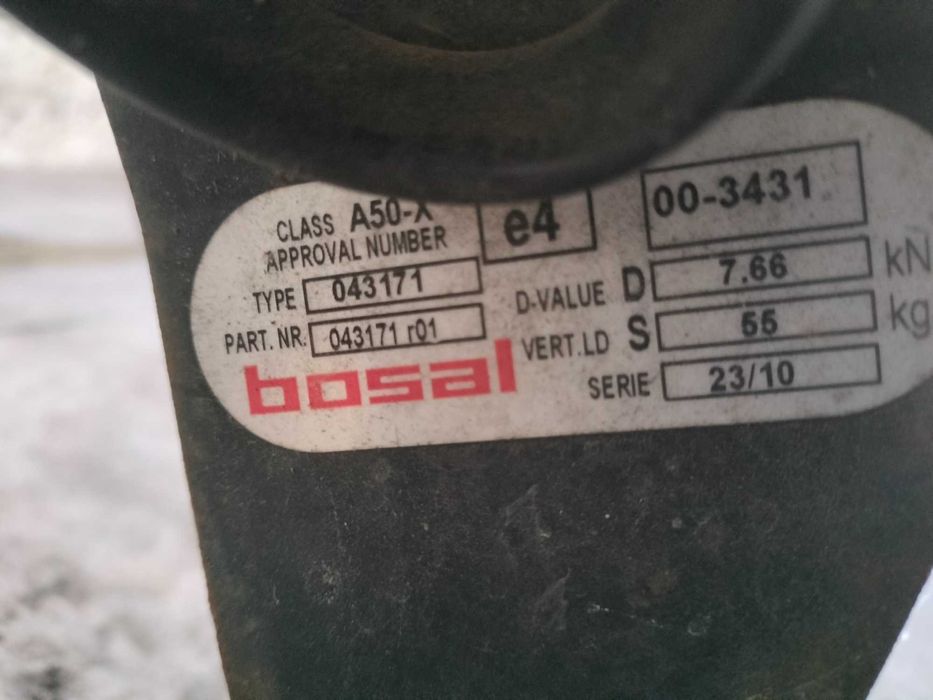 CLASS A50-X
APPROVAL NUMBER
e4
00-3431
TYPE 043171
D-VALUE D 7.66 kN
PART. NR. 043171 r01
VERT.LD S 55 kg
bosal
SERIE 23/10